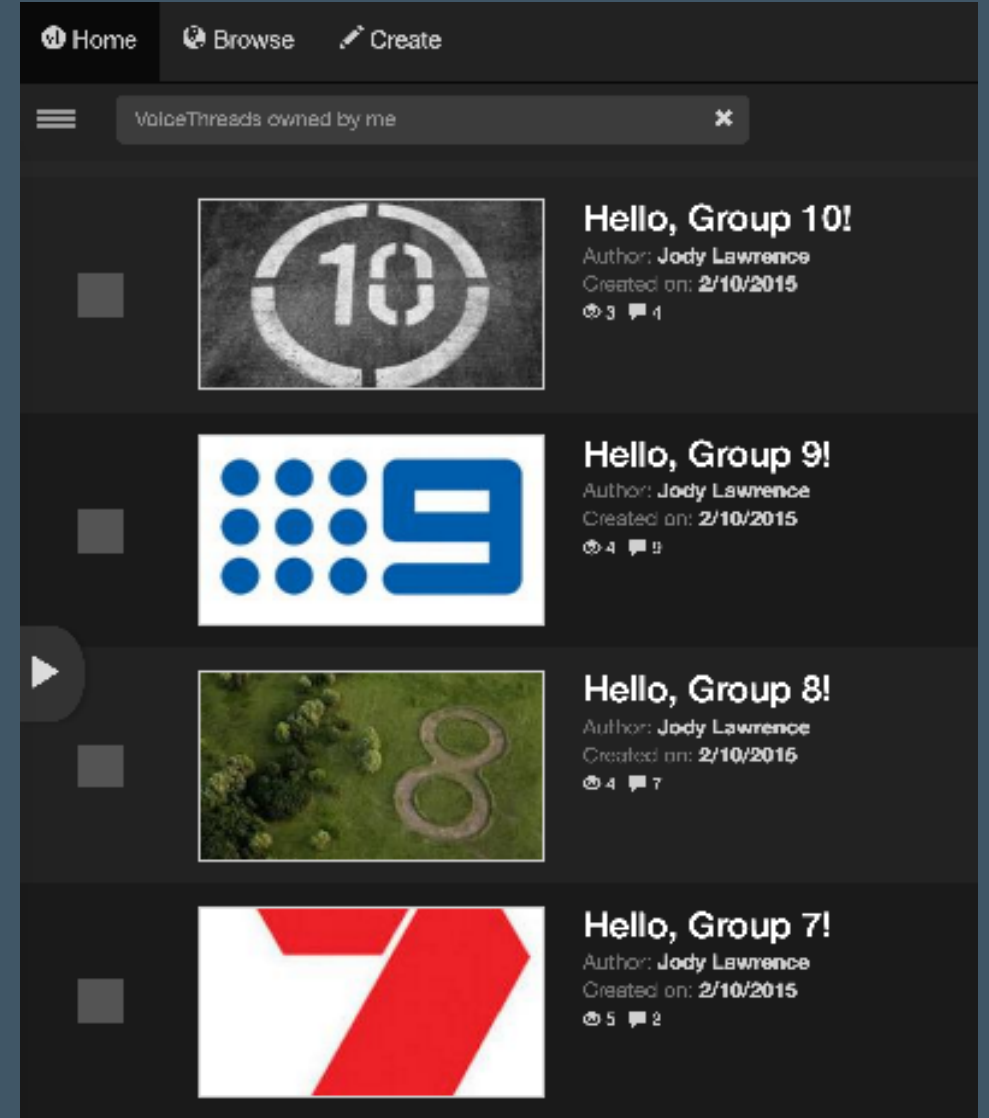 Home Browse Create
VoiceThreads owned by me
10
Hello, Group 10!
Author: Jody Lawrence
Created on: 2/10/2015
3 4
9
Hello, Group 9!
Author: Jody Lawrence
Created on: 2/10/2015
4 9
8
Hello, Group 8!
Author: Jody Lawrence
Created on: 2/10/2015
4 7
7
Hello, Group 7!
Author: Jody Lawrence
Created on: 2/10/2015
5 2